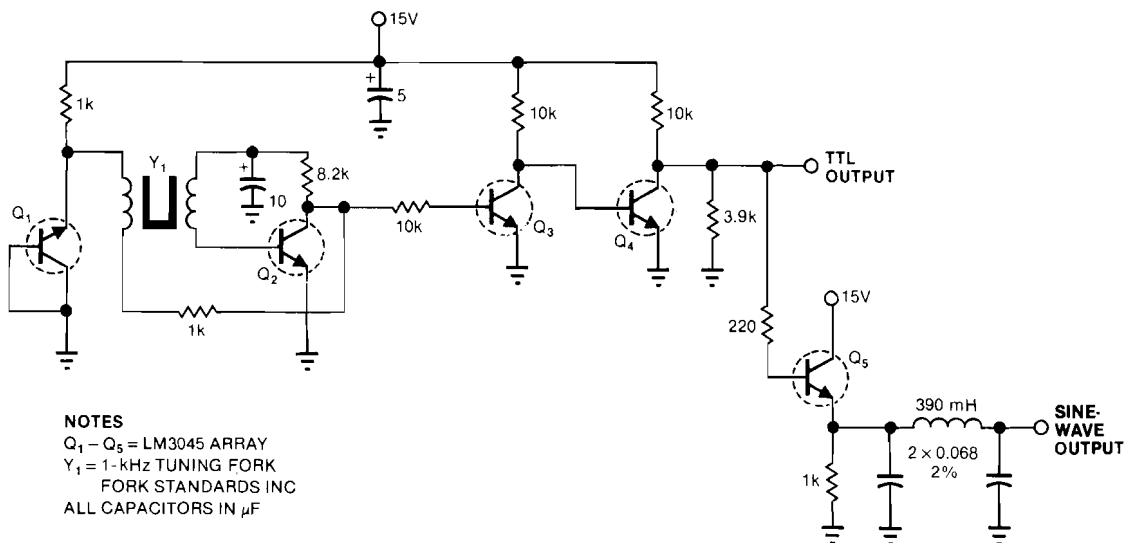 15V
1k
+
5
10k
10k
Y1
+
10
8.2k
TTL
OUTPUT
Q1
Q2
10k
Q3
Q4
3.9k
1k
15V
220
Q5
NOTES
Q1 – Q5 = LM3045 ARRAY
Y1 = 1-kHz TUNING FORK
FORK STANDARDS INC
ALL CAPACITORS IN μF
390 mH
SINE-
WAVE
OUTPUT
2 × 0.068
2%
1k